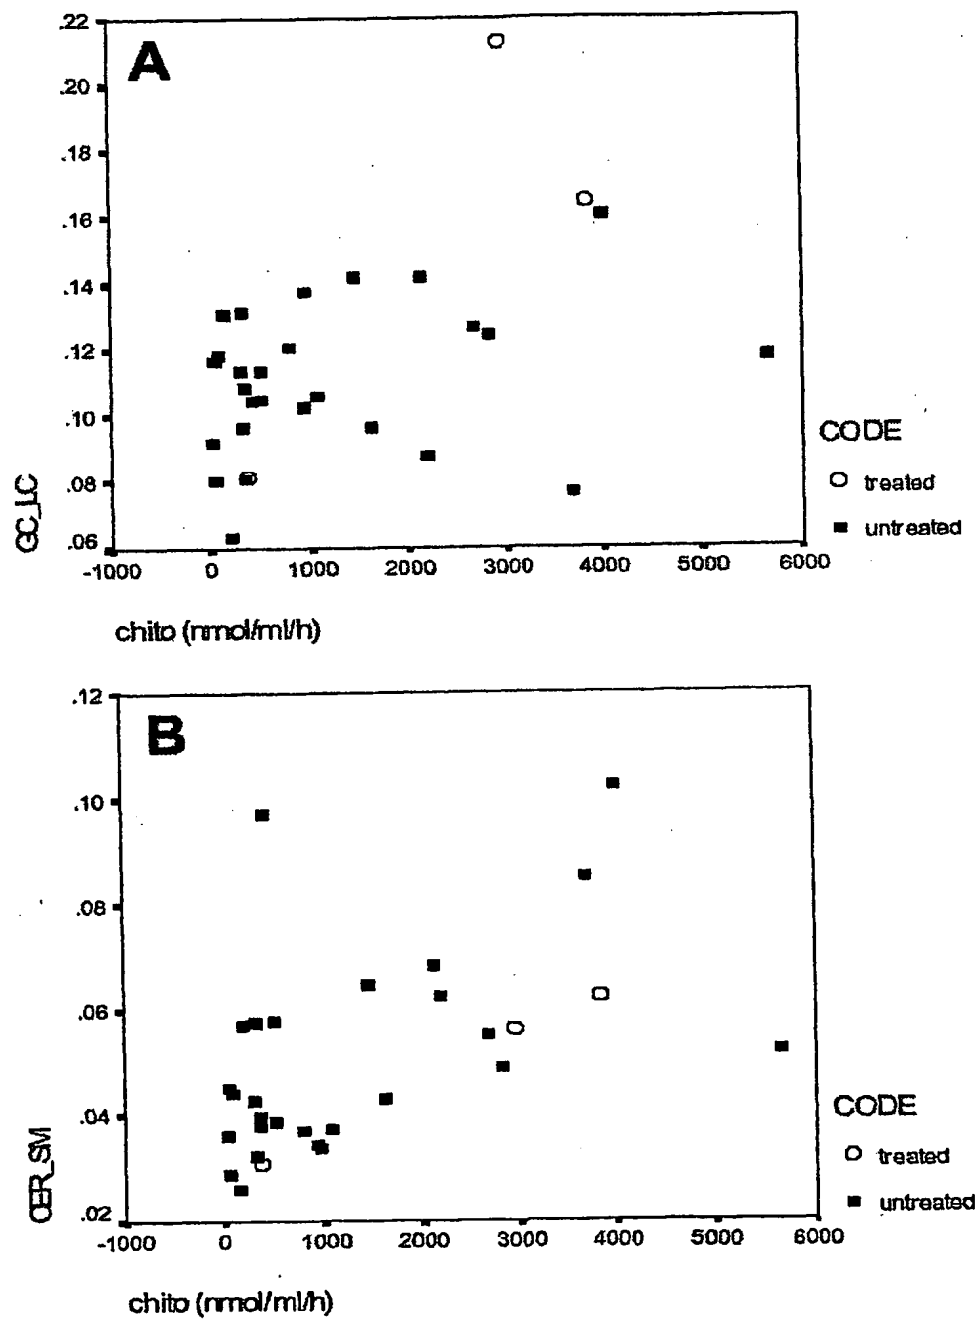 A
.22
.20
.18
.16
.14
.12
.10
.08
.06
GC_LC
-1000 0 1000 2000 3000 4000 5000 6000
chito (nmol/ml/h)
CODE
treated
untreated
B
.12
.10
.08
.06
.04
.02
CER_SM
-1000 0 1000 2000 3000 4000 5000 6000
chito (nmol/ml/h)
CODE
treated
untreated